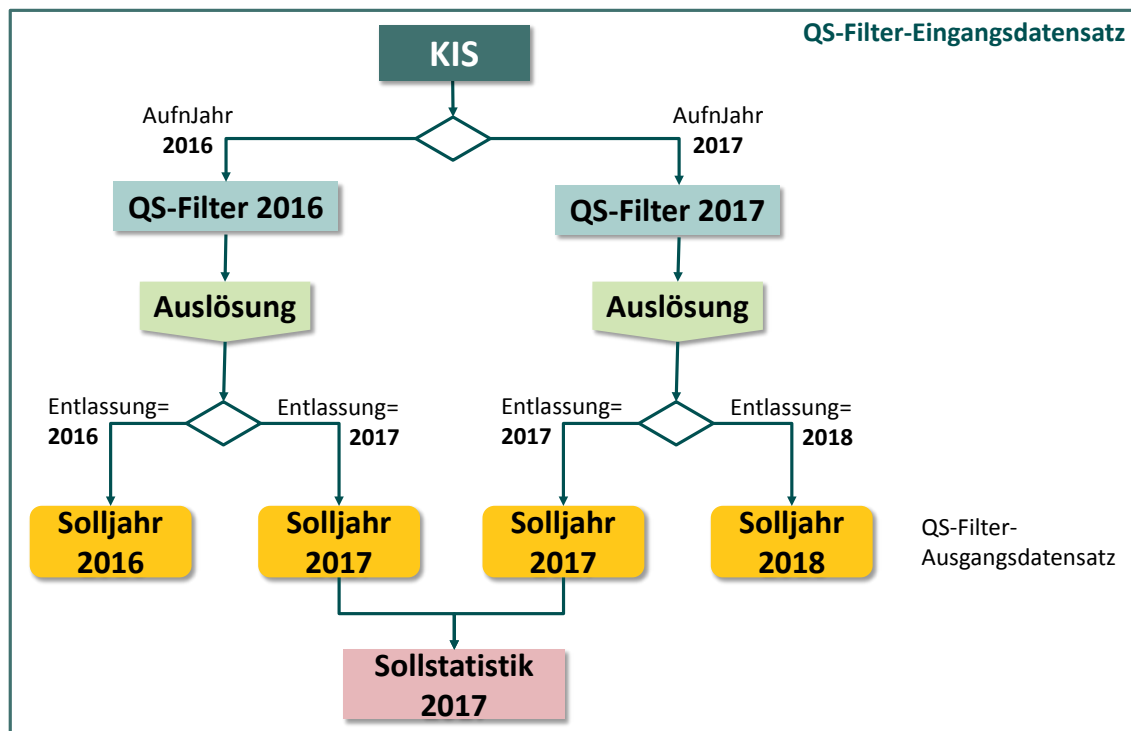 QS-Filter-Eingangsdatensatz
KIS
AufnJahr
2016
AufnJahr
2017
QS-Filter 2016
QS-Filter 2017
Auslösung
Auslösung
Entlassung=
2016
Entlassung=
2017
Entlassung=
2017
Entlassung=
2018
Solljahr
2016
Solljahr
2017
Solljahr
2017
Solljahr
2018
QS-Filter-
Ausgangsdatensatz
Sollstatistik
2017